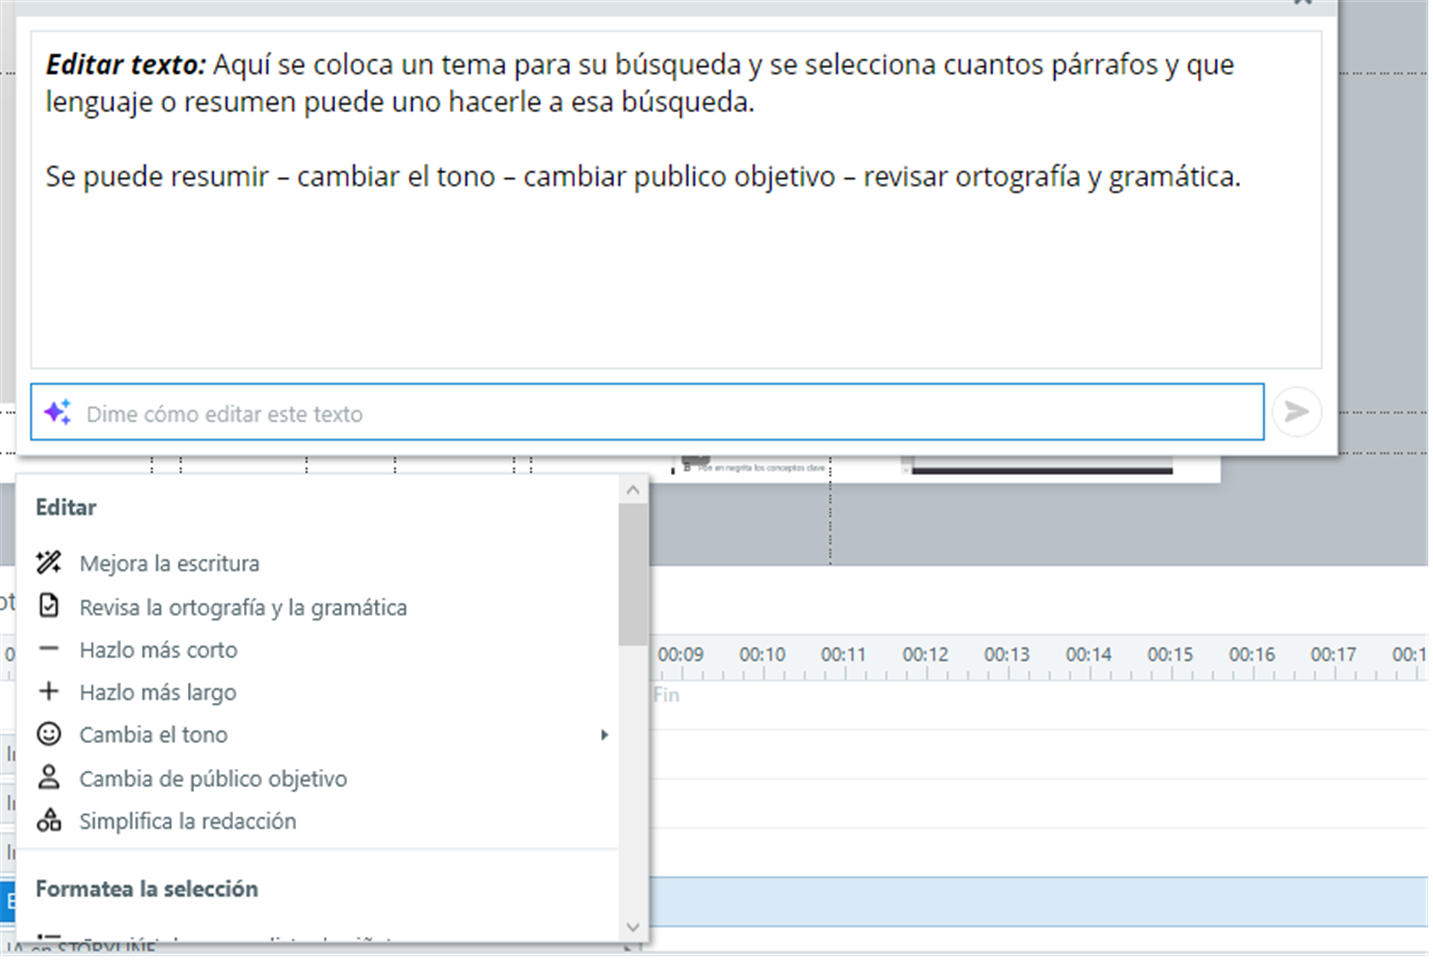 Editar texto: Aquí se coloca un tema para su búsqueda y se selecciona cuantos párrafos y que
lenguaje o resumen puede uno hacerle a esa búsqueda.
Se puede resumir – cambiar el tono – cambiar publico objetivo – revisar ortografía y gramática.
Dime cómo editar este texto
B Pon en negrita los conceptos clave
Editar
Mejora la escritura
Revisa la ortografía y la gramática
Hazlo más corto
Hazlo más largo
Cambia el tono
Cambia de público objetivo
Simplifica la redacción
Formatea la selección
00:09 00:10 00:11 00:12 00:13 00:14 00:15 00:16 00:17 00:1
Fin
IA en STORYLINE